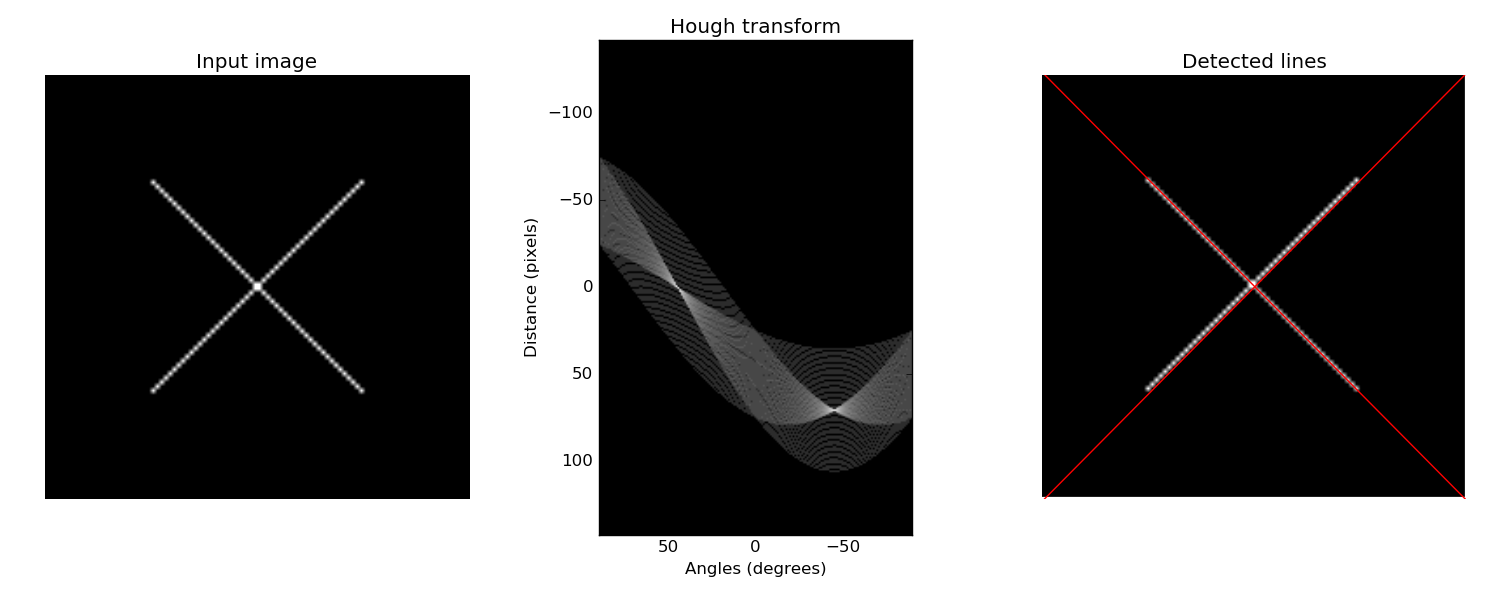 Input image
Hough transform
Detected lines
−100
−50
0
50
100
Distance (pixels)
50 0 −50
Angles (degrees)